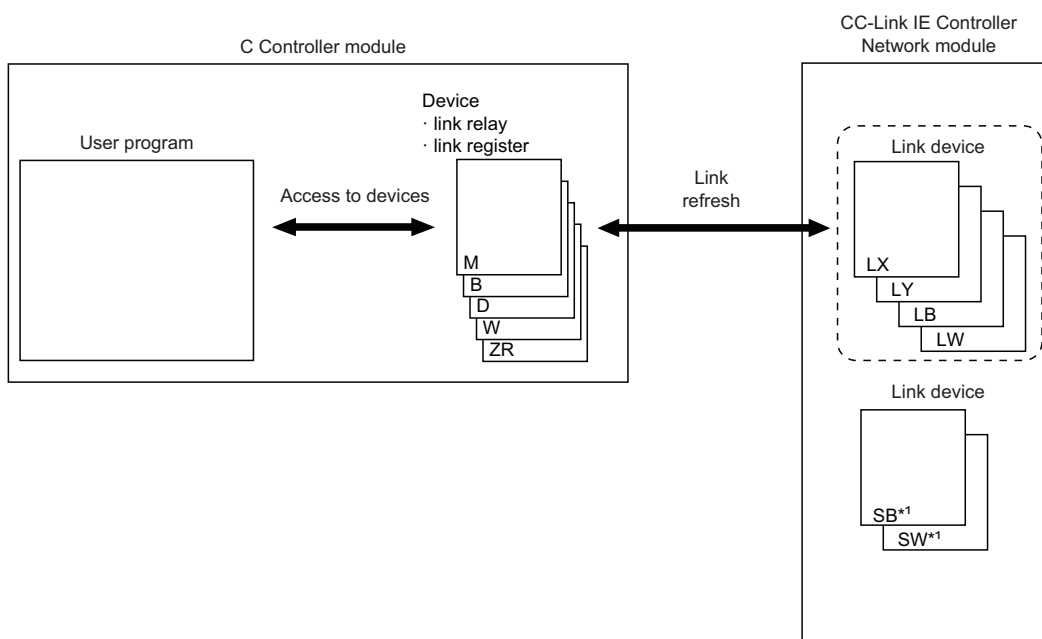 CC-Link IE Controller
Network module
C Controller module
Device
· link relay
· link register
User program
Access to devices
Link
refresh
Link device
M
B
D
W
ZR
LX
LY
LB
LW
Link device
SB*1
SW*1